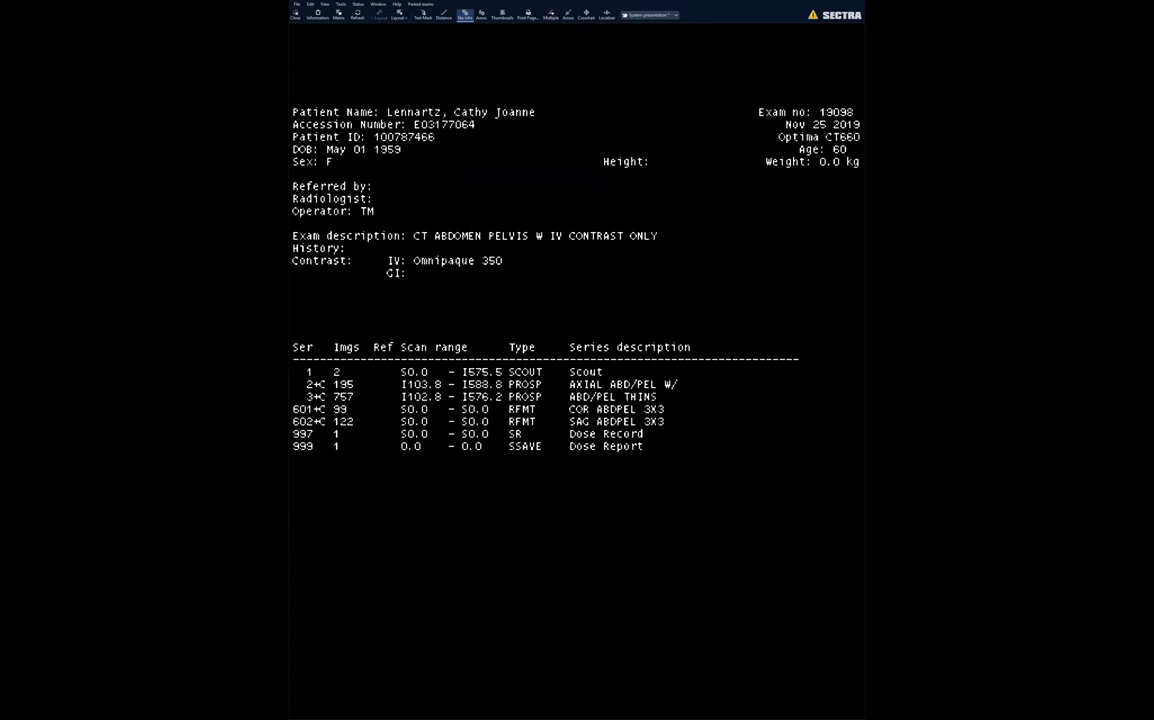 File Edit View Tools Status Window Help Parked exams
Close Information Matrix Refresh Layout Layout Text Mark Distance No Info Anon. Thumbnails Print Page... Multiple Arrow Crosshair Localizer System presentation * SECTRA
Patient Name: Lennartz, Cathy Joanne Exam no: 19098
Accession Number: E03177064 Nov 25 2019
Patient ID: 100787466 Optima CT660
DOB: May 01 1959 Age: 60
Sex: F Height: Weight: 0.0 kg
Referred by:
Radiologist:
Operator: TM
Exam description: CT ABDOMEN PELVIS W IV CONTRAST ONLY
History:
Contrast: IV: Omnipaque 350
GI:
Ser Imgs Ref Scan range Type Series description
1 2 S0.0 - I575.5 SCOUT Scout
2+C 195 I103.8 - I588.8 PROSP AXIAL ABD/PEL W/
3+C 757 I102.8 - I576.2 PROSP ABD/PEL THINS
601+C 99 S0.0 - S0.0 RFMT COR ABDPEL 3X3
602+C 122 S0.0 - S0.0 RFMT SAG ABDPEL 3X3
997 1 S0.0 - S0.0 SR Dose Record
999 1 0.0 - 0.0 SSAVE Dose Report